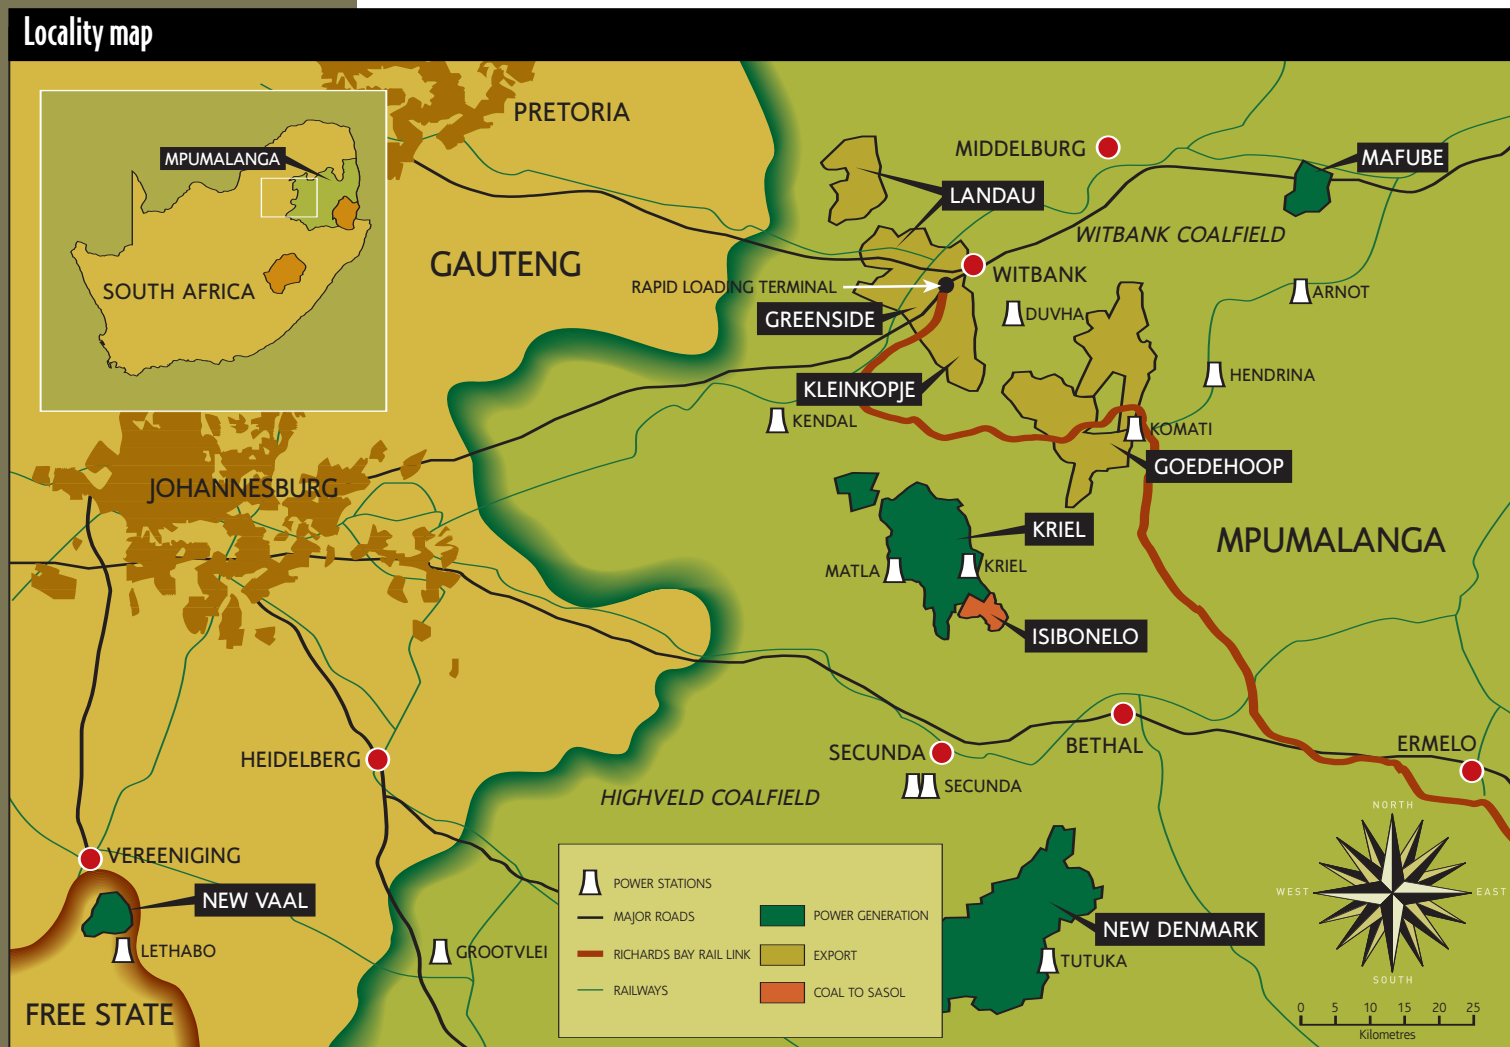 Locality map
PRETORIA
MPUMALANGA
SOUTH AFRICA
GAUTENG
MIDDELBURG
MAFUBE
LANDAU
WITBANK COALFIELD
WITBANK
RAPID LOADING TERMINAL
ARNOT
GREENSIDE
DUVHA
KLEINKOPJE
HENDRINA
KENDAL
KOMATI
GOEDEHOOP
JOHANNESBURG
KRIEL
MPUMALANGA
MATLA
KRIEL
ISIBONELO
HEIDELBERG
SECUNDA
BETHAL
ERMELO
SECUNDA
HIGHVELD COALFIELD
VEREENIGING
NEW VAAL
LETHABO
GROOTVLEI
FREE STATE
POWER STATIONS
MAJOR ROADS
RICHARDS BAY RAIL LINK
RAILWAYS
POWER GENERATION
EXPORT
COAL TO SASOL
NEW DENMARK
TUTUKA
NORTH
WEST
EAST
SOUTH
0 5 10 15 20 25
Kilometres